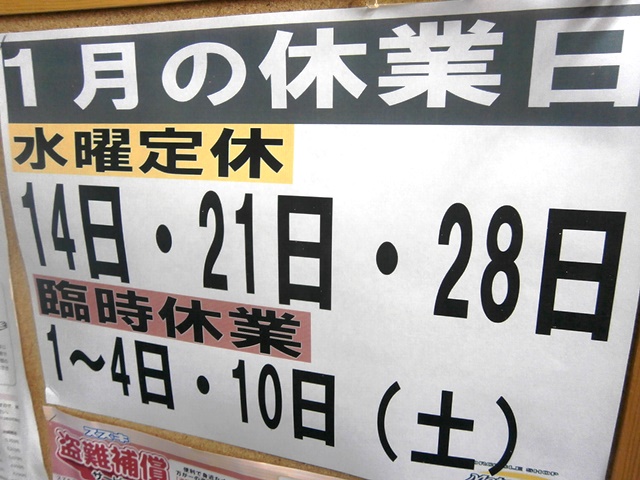 1月の休業日
水曜定休
14日・21日・28日
臨時休業
1〜4日・10日(土)
盗難補償